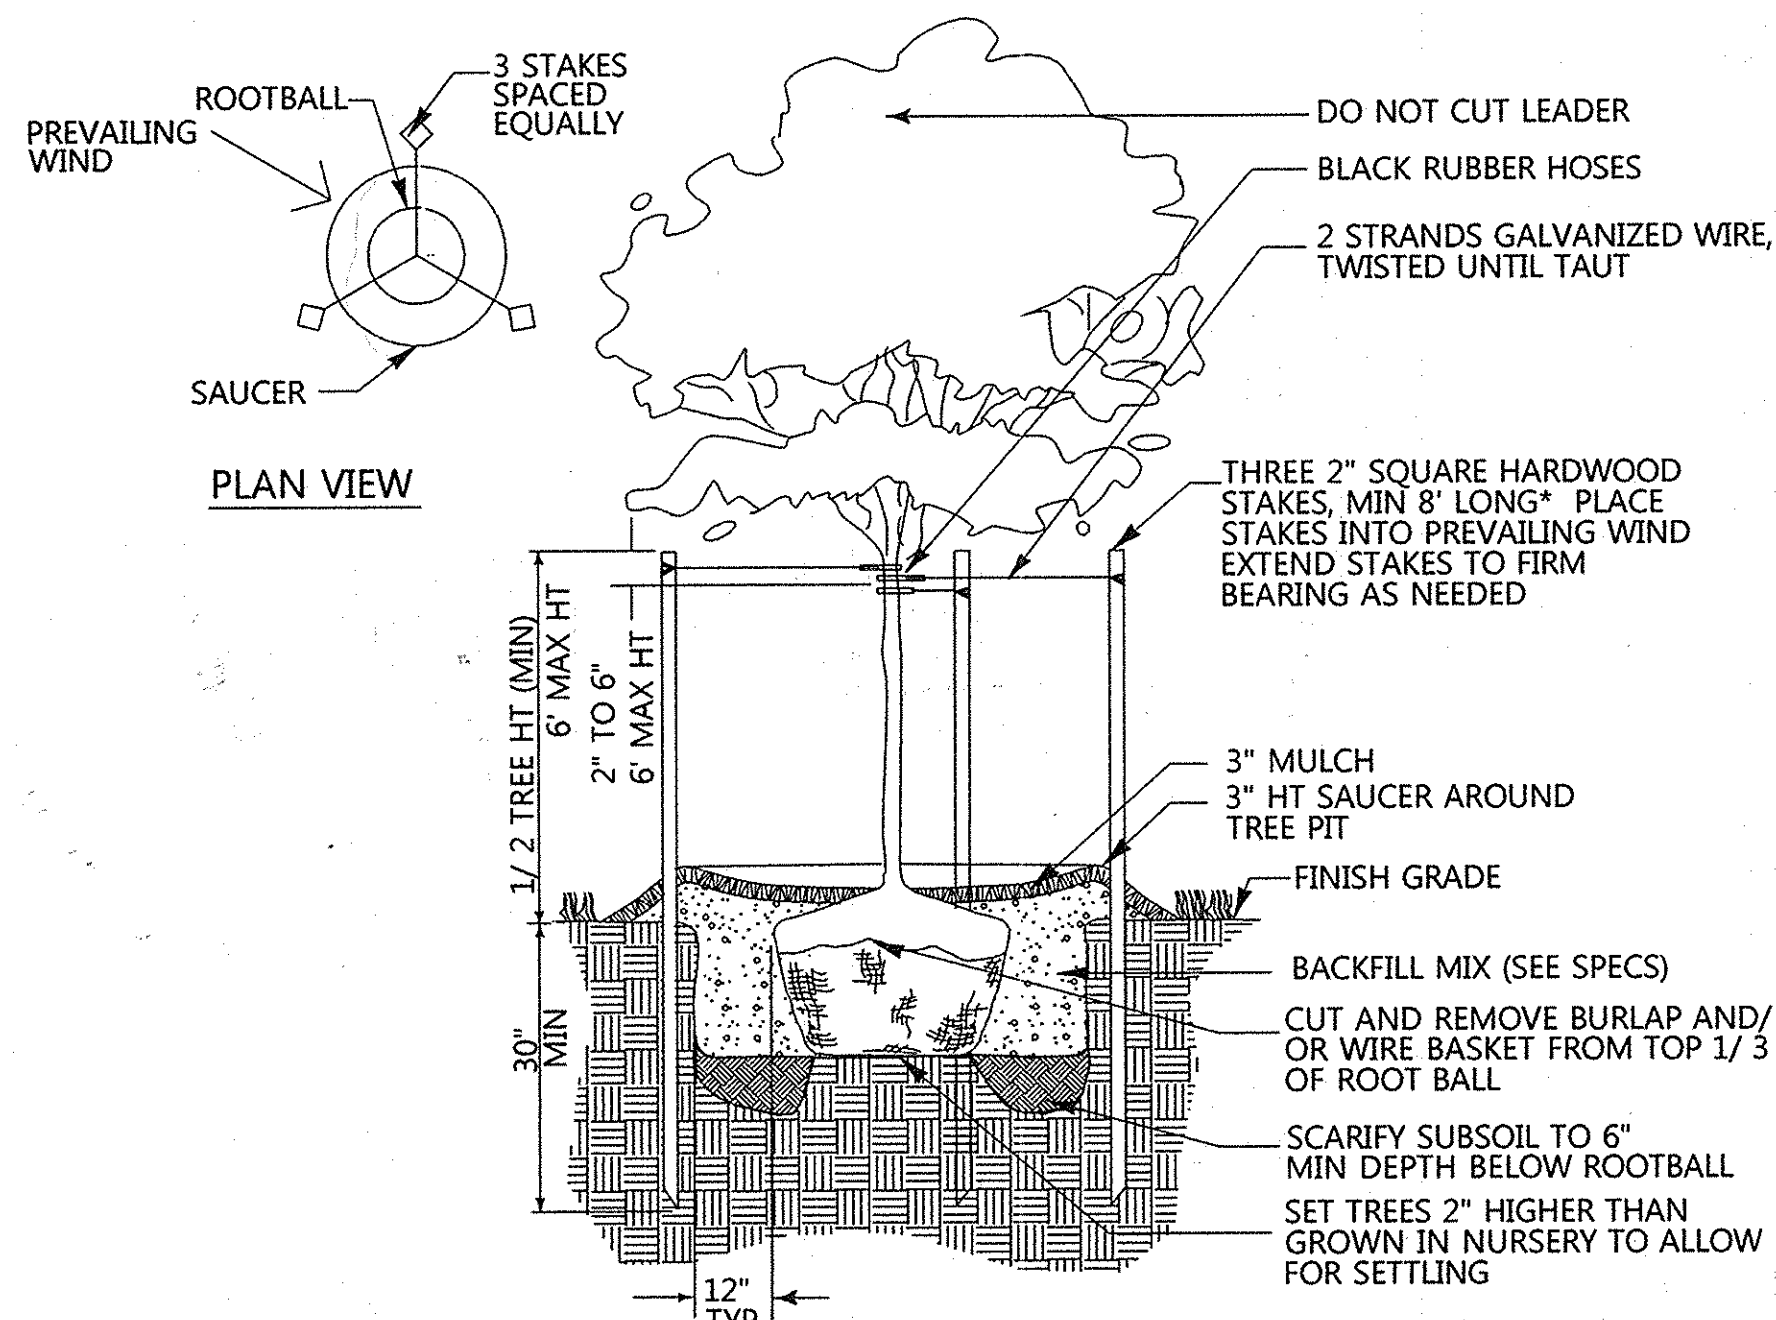 3 STAKES
SPACED
EQUALLY
ROOTBALL
PREVAILING
WIND
SAUCER
PLAN VIEW
DO NOT CUT LEADER
BLACK RUBBER HOSES
2 STRANDS GALVANIZED WIRE,
TWISTED UNTIL TAUT
THREE 2" SQUARE HARDWOOD
STAKES, MIN 8' LONG* PLACE
STAKES INTO PREVAILING WIND
EXTEND STAKES TO FIRM
BEARING AS NEEDED
1/ 2 TREE HT (MIN)
6' MAX HT
2" TO 6"
6' MAX HT
3" MULCH
3" HT SAUCER AROUND
TREE PIT
FINISH GRADE
BACKFILL MIX (SEE SPECS)
CUT AND REMOVE BURLAP AND/
OR WIRE BASKET FROM TOP 1/ 3
OF ROOT BALL
SCARIFY SUBSOIL TO 6"
MIN DEPTH BELOW ROOTBALL
SET TREES 2" HIGHER THAN
GROWN IN NURSERY TO ALLOW
FOR SETTLING
30"
MIN
12"
TYP